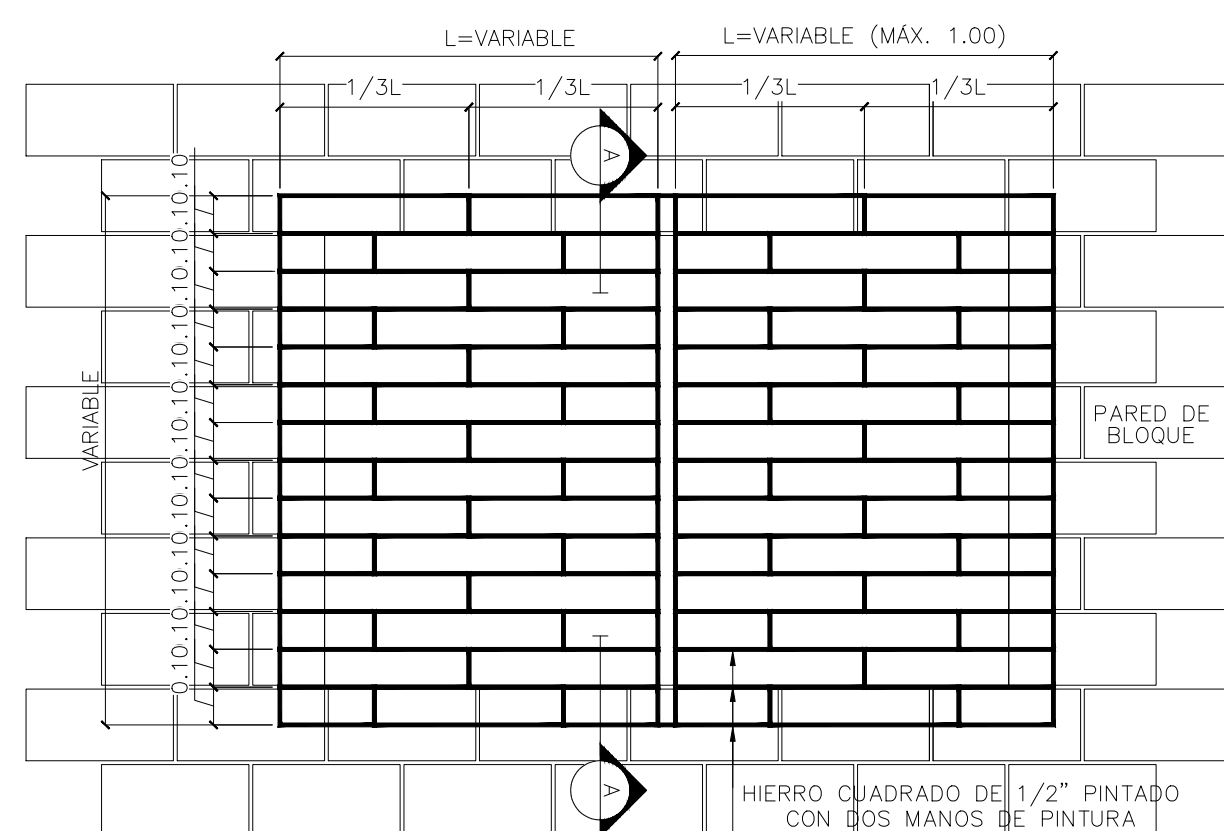 L=VARIABLE
L=VARIABLE (MÁX. 1.00)
1/3L
1/3L
1/3L
1/3L
A
VARIABLE
0.10.10.10.10.10.10.10.10.10.10.10.10.10.10
PARED DE
BLOQUE
A
HIERRO CUADRADO DE 1/2" PINTADO
CON DOS MANOS DE PINTURA